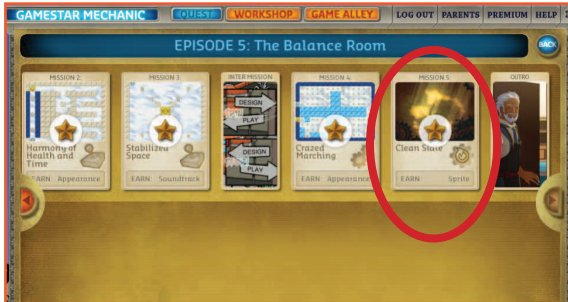 GAMESTAR MECHANIC QUEST WORKSHOP GAME ALLEY LOG OUT PARENTS PREMIUM HELP
EPISODE 5: The Balance Room BACK
MISSION 2:
Harmony of
Health and
Time
EARN: Appearance
MISSION 3:
Stabilized
Space
EARN: Soundtrack
INTERMISSION
DESIGN
PLAY
DESIGN
PLAY
MISSION 4:
Crazed
Marching
EARN: Appearance
MISSION 5:
Clean Slate
EARN: Sprite
OUTRO